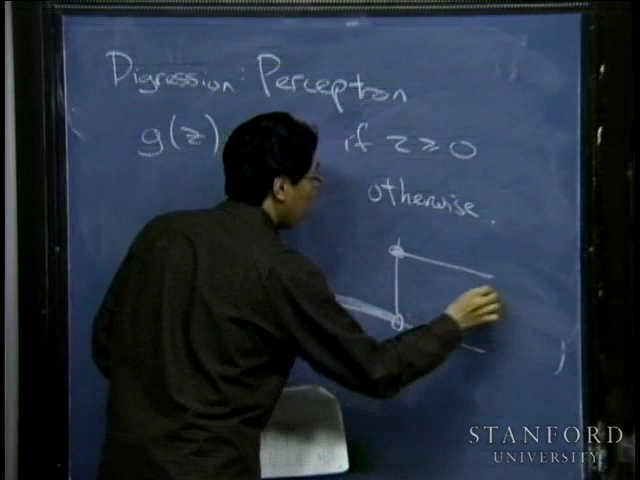 Digression: Perceptron
g(z) if z ≥ 0
otherwise.
STANFORD
UNIVERSITY